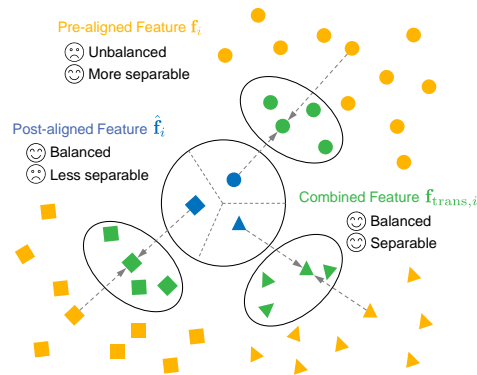 Pre-aligned Feature f_i
Unbalanced
More separable
Post-aligned Feature f̂_i
Balanced
Less separable
Combined Feature f_trans,i
Balanced
Separable